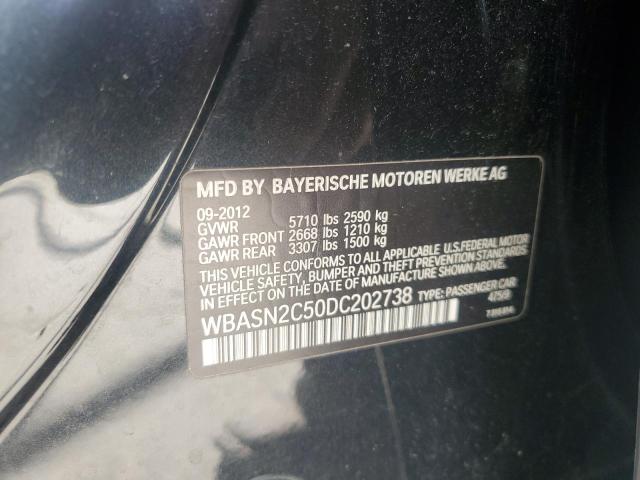 MFD BY BAYERISCHE MOTOREN WERKE AG
09-2012
GVWR 5710 lbs 2590 kg
GAWR FRONT 2668 lbs 1210 kg
GAWR REAR 3307 lbs 1500 kg
THIS VEHICLE CONFORMS TO ALL APPLICABLE U.S.FEDERAL MOTOR
VEHICLE SAFETY, BUMPER AND THEFT PREVENTION STANDARDS
IN EFFECT ON THE DATE OF MANUFACTURE SHOWN ABOVE.
WBASN2C50DC202738 TYPE: PASSENGER CAR